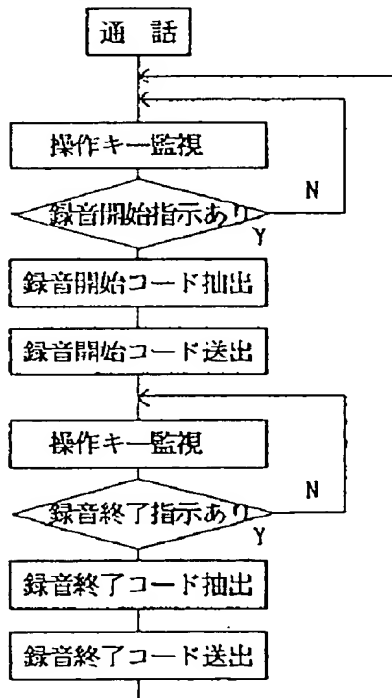 通 話
操作キー監視
録音開始指示あり
N
Y
録音開始コード抽出
録音開始コード送出
操作キー監視
録音終了指示あり
N
Y
録音終了コード抽出
録音終了コード送出